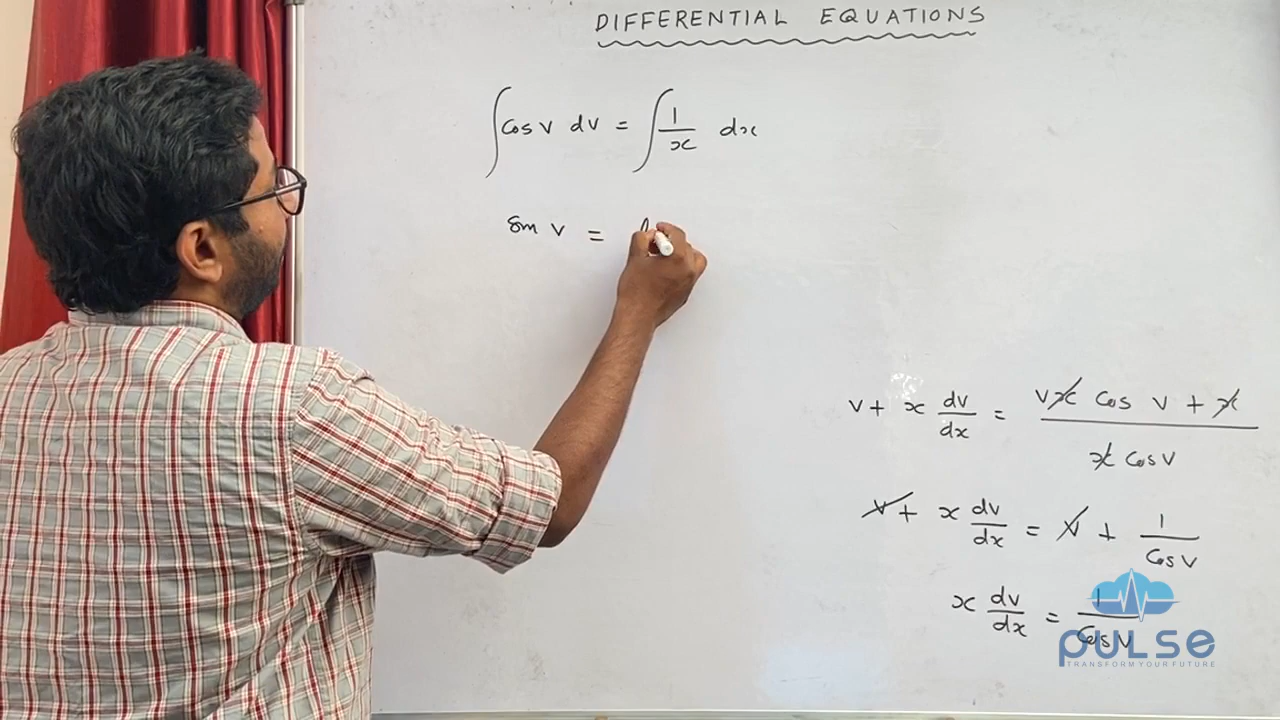 DIFFERENTIAL EQUATIONS
∫ cos v dv = ∫ 1/x dx
sin v = l
v + x dv/dx = (vx cos v + x) / (x cos v)
v + x dv/dx = v + 1/cos v
x dv/dx = 1/cos v
PULSE
TRANSFORM YOUR FUTURE